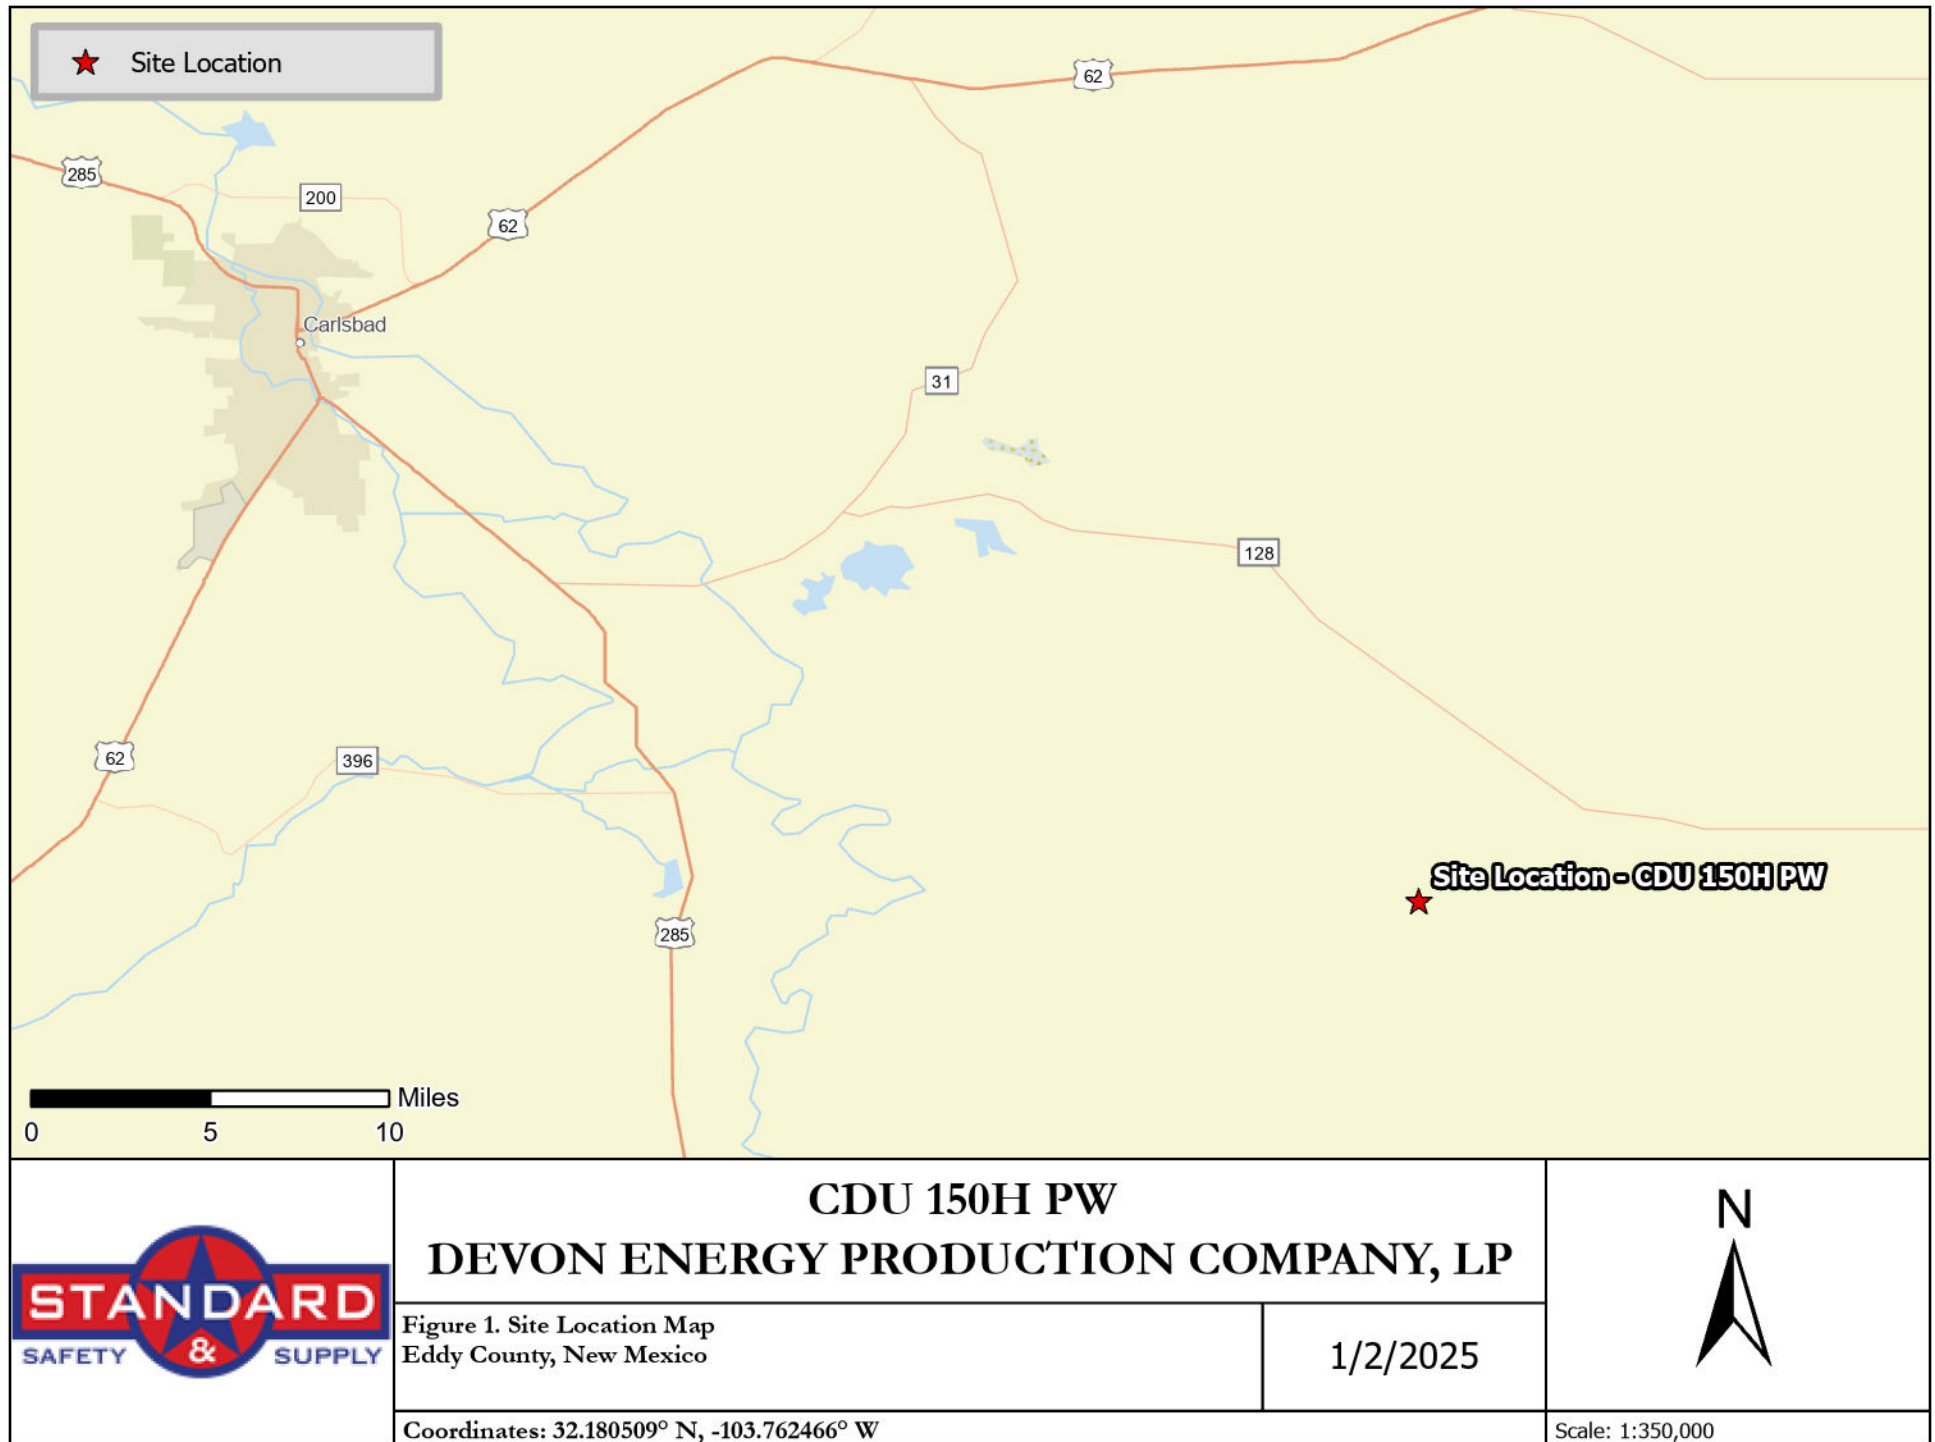 Site Location
62
285
200
62
Carlsbad
31
128
62
396
Site Location - CDU 150H PW
285
Miles
0 5 10
CDU 150H PW
DEVON ENERGY PRODUCTION COMPANY, LP
N
STANDARD
SAFETY & SUPPLY
Figure 1. Site Location Map
Eddy County, New Mexico
1/2/2025
Coordinates: 32.180509° N, -103.762466° W
Scale: 1:350,000